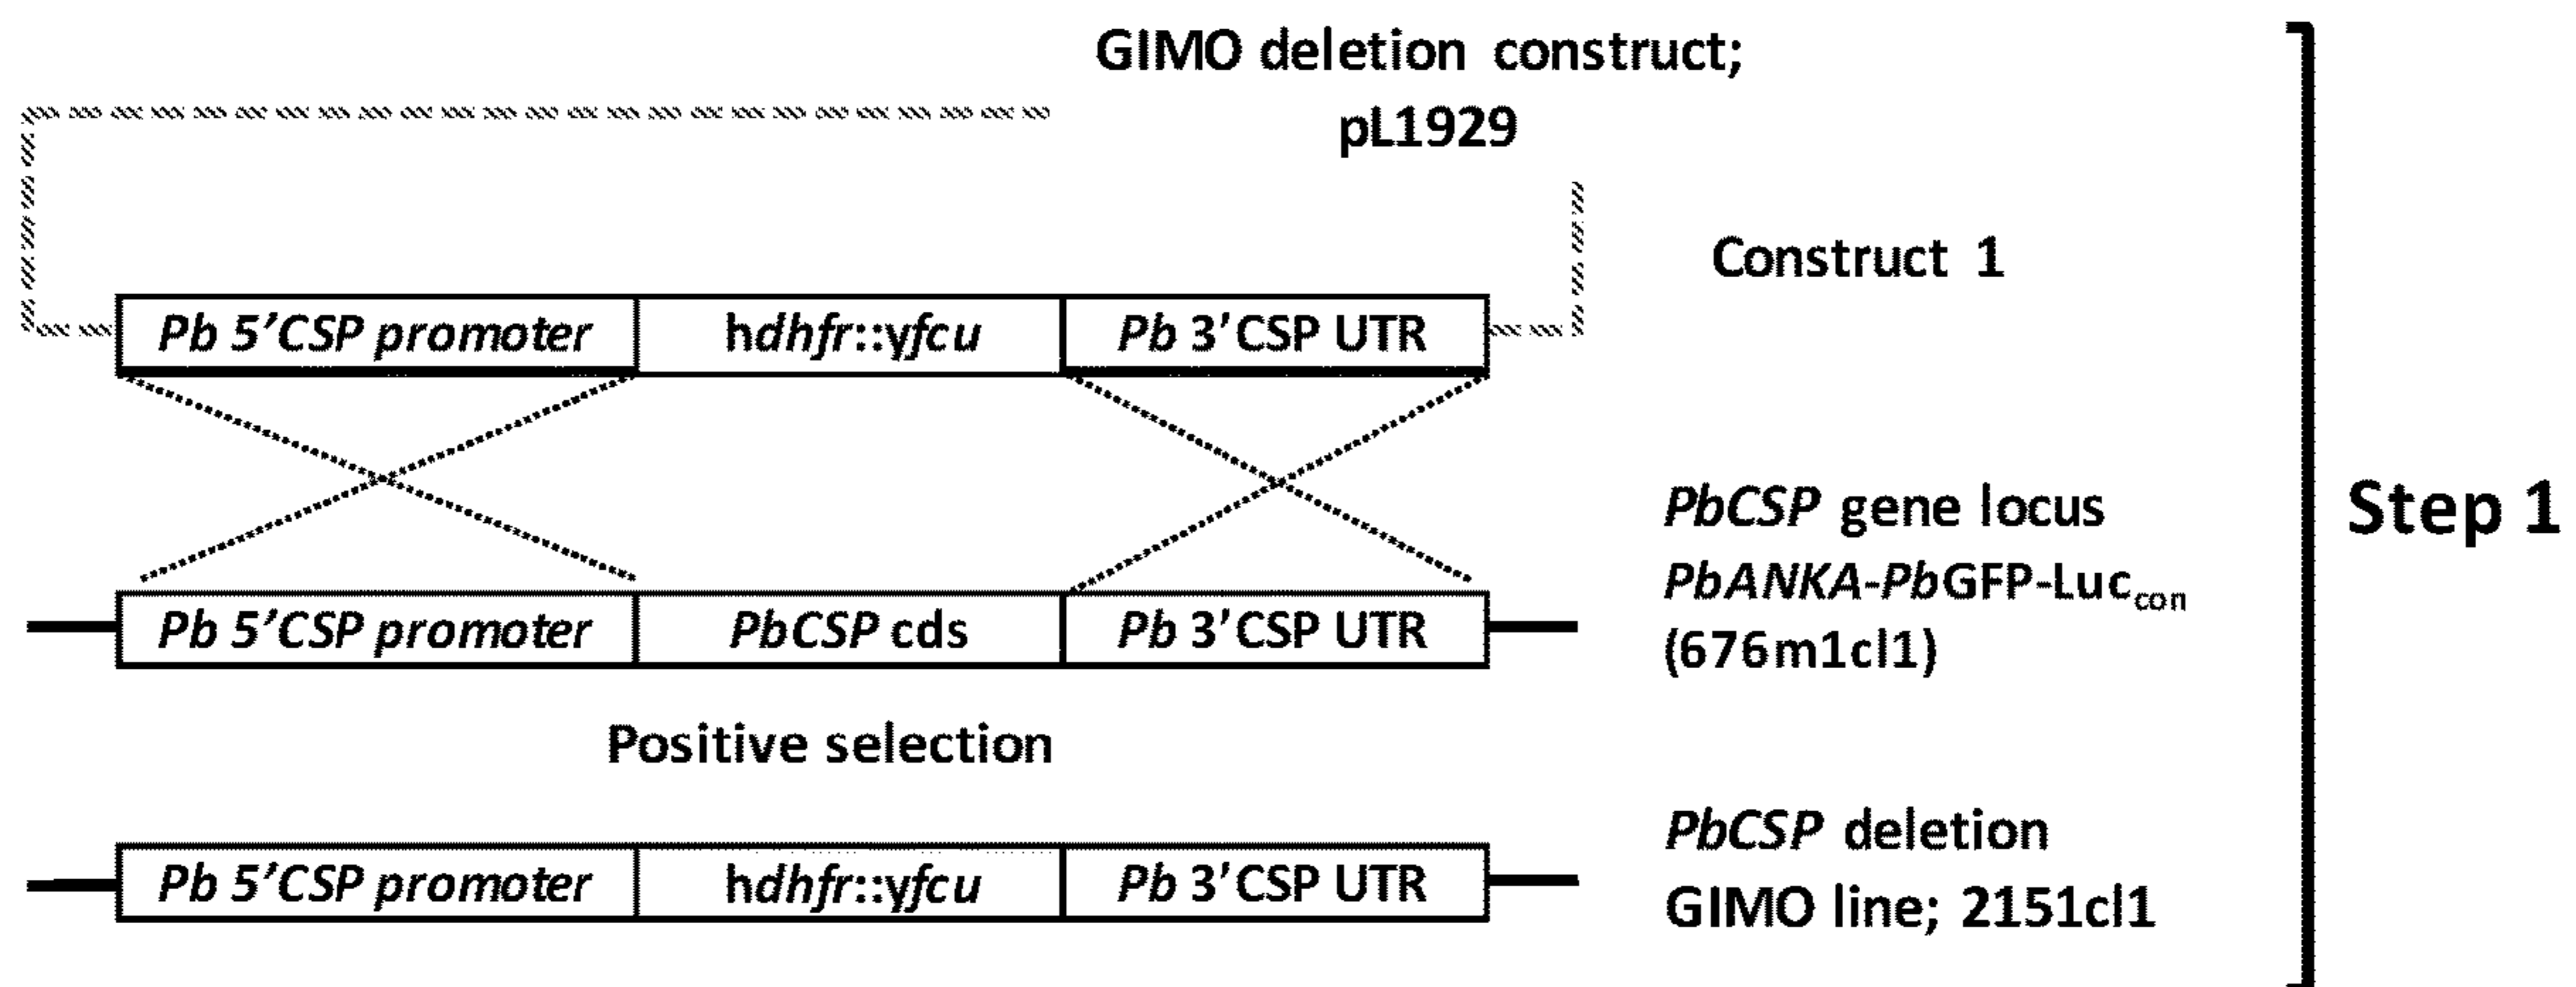 GIMO deletion construct;
pL1929
Construct 1
Pb 5'CSP promoter hdhfr::yfcu Pb 3'CSP UTR
PbCSP gene locus
PbANKA-PbGFP-Luccon
(676m1cl1)
Step 1
Pb 5'CSP promoter PbCSP cds Pb 3'CSP UTR
Positive selection
PbCSP deletion
GIMO line; 2151cl1
Pb 5'CSP promoter hdhfr::yfcu Pb 3'CSP UTR